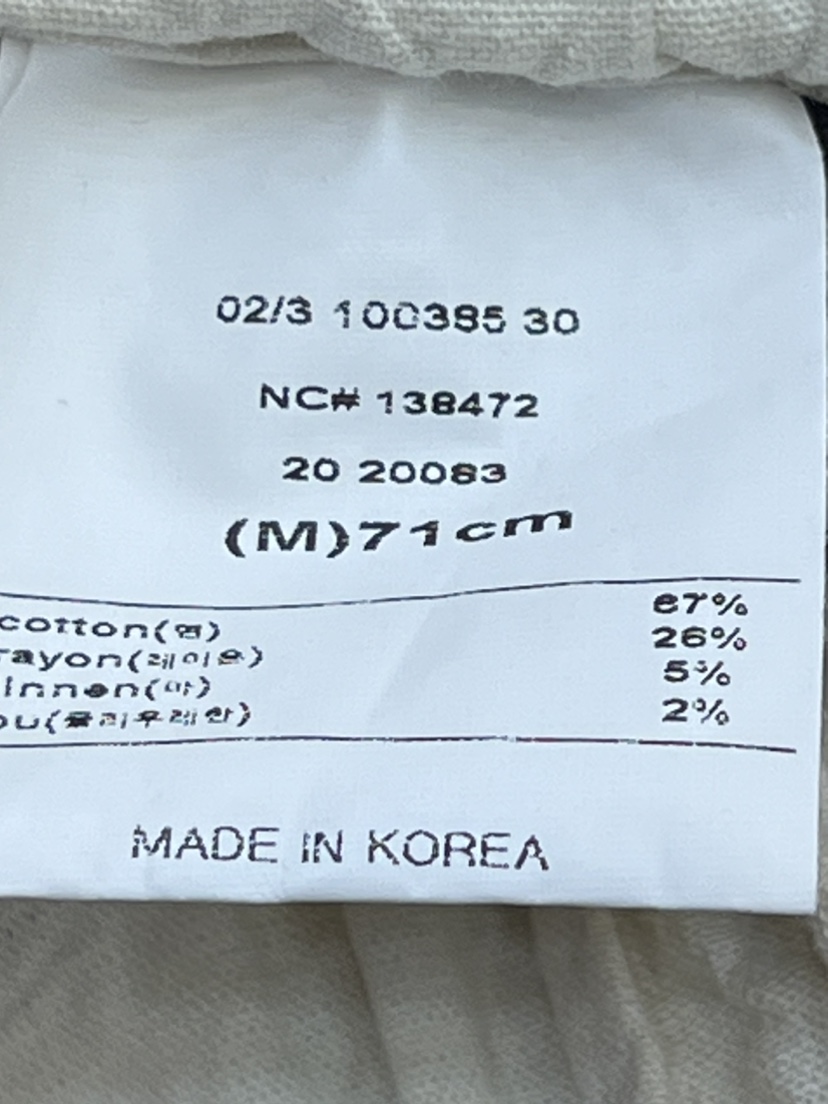 02/3 100385 30
NC# 138472
20 20083
(M)71cm
cotton(면) 67%
rayon(레이온) 26%
linnen(마) 5%
pu(폴리우레탄) 2%
MADE IN KOREA